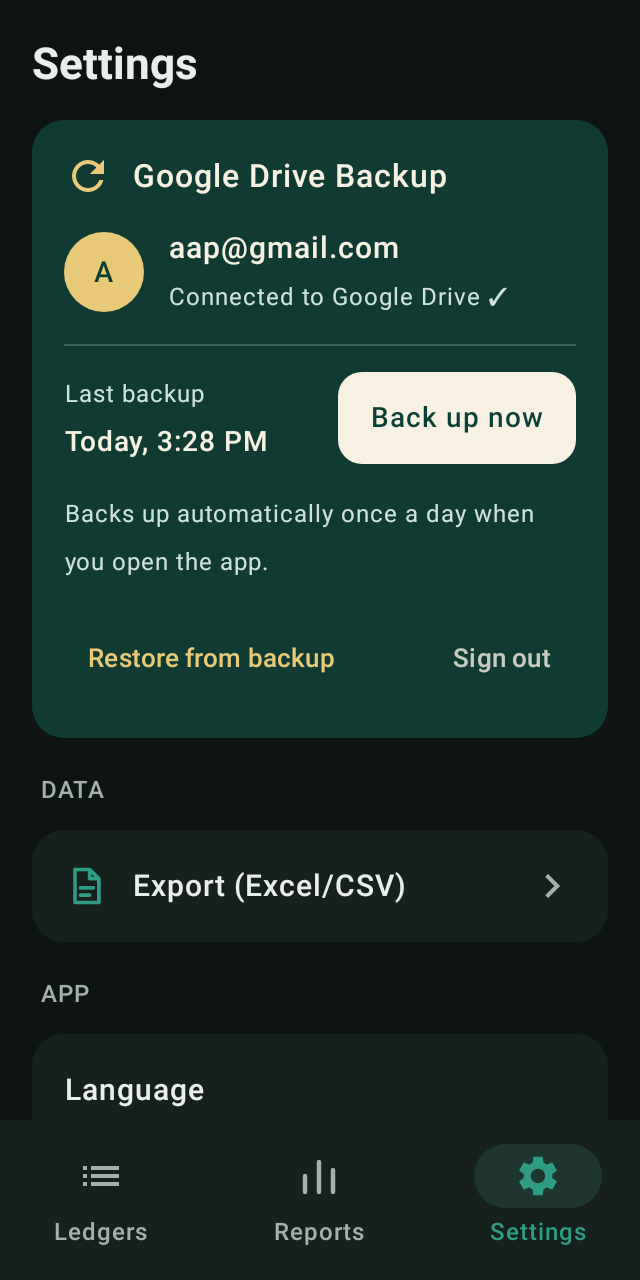 Settings
Google Drive Backup
A
aap@gmail.com
Connected to Google Drive ✓
Last backup
Today, 3:28 PM
Back up now
Backs up automatically once a day when
you open the app.
Restore from backup
Sign out
DATA
Export (Excel/CSV)
APP
Language
Ledgers
Reports
Settings